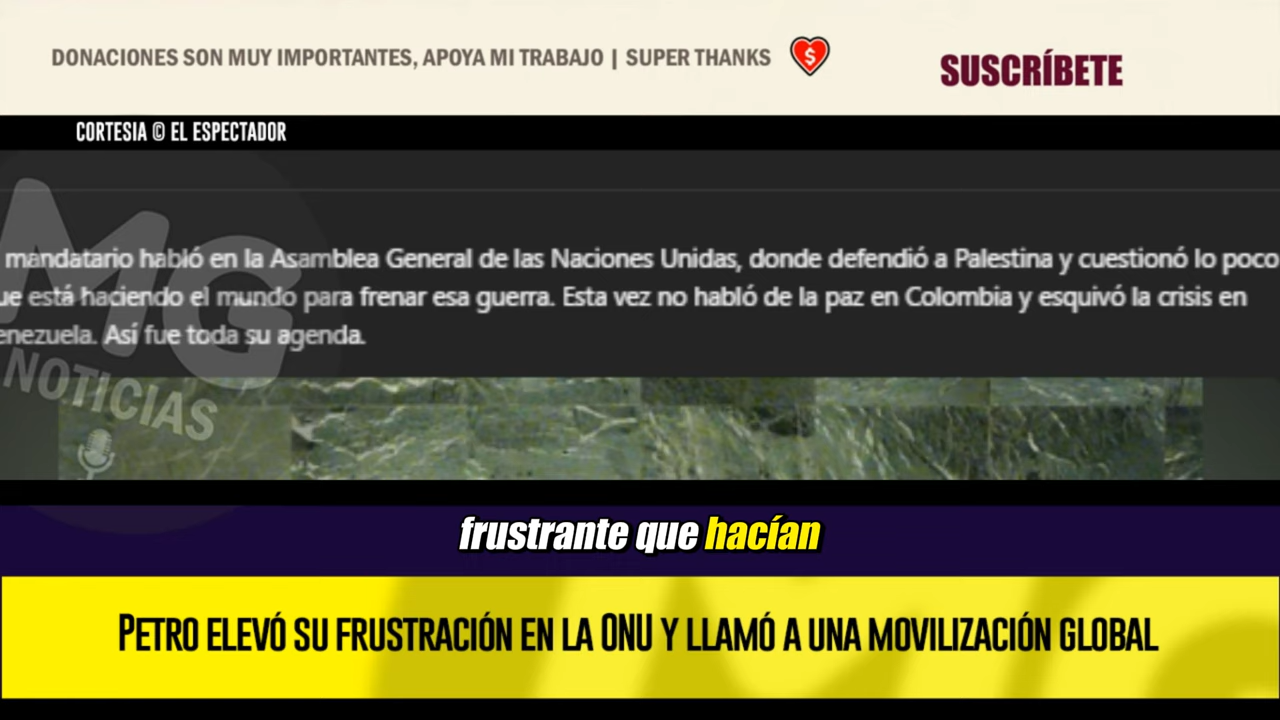 DONACIONES SON MUY IMPORTANTES, APOYA MI TRABAJO | SUPER THANKS
SUSCRÍBETE
CORTESIA © EL ESPECTADOR
MG
NOTICIAS
mandatario habló en la Asamblea General de las Naciones Unidas, donde defendió a Palestina y cuestionó lo poco
ue está haciendo el mundo para frenar esa guerra. Esta vez no habló de la paz en Colombia y esquivó la crisis en
enezuela. Así fue toda su agenda.
frustrante que hacían
PETRO ELEVÓ SU FRUSTRACIÓN EN LA ONU Y LLAMÓ A UNA MOVILIZACIÓN GLOBAL